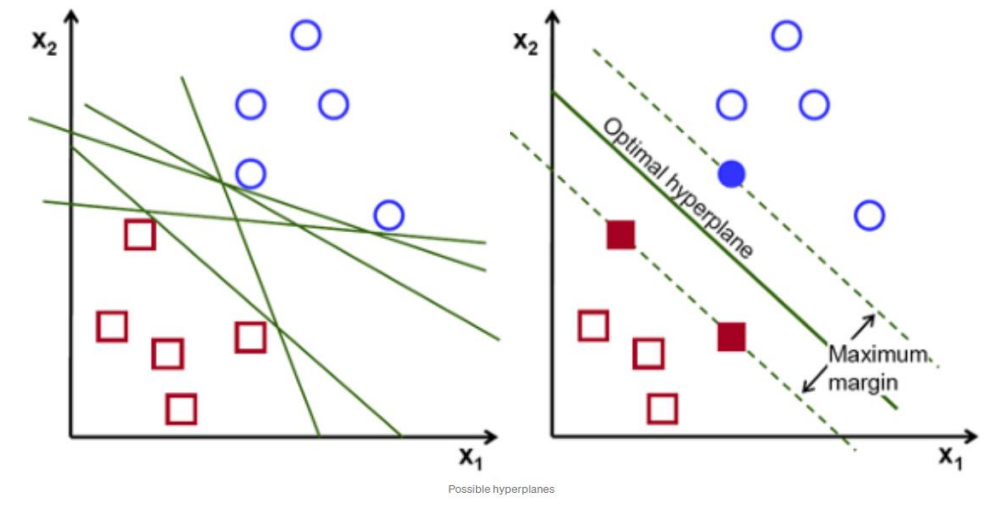 x2
x1
x2
Optimal hyperplane
Maximum
margin
x1
Possible hyperplanes